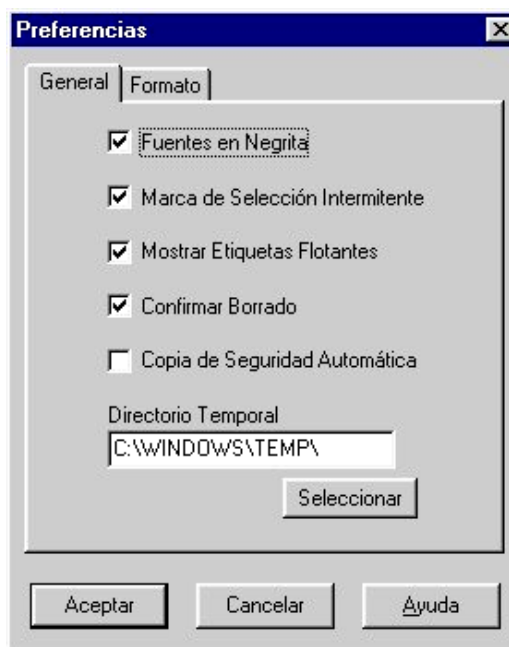 Preferencias
General Formato
Fuentes en Negrita
Marca de Selección Intermitente
Mostrar Etiquetas Flotantes
Confirmar Borrado
Copia de Seguridad Automática
Directorio Temporal
C:\WINDOWS\TEMP\
Seleccionar
Aceptar Cancelar Ayuda